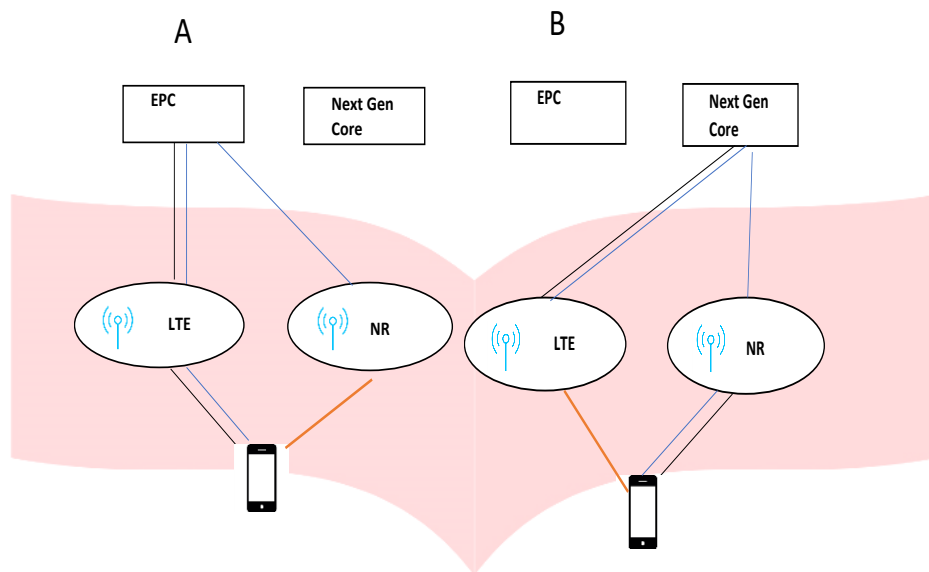 A
B
EPC
Next Gen
Core
EPC
Next Gen
Core
LTE
NR
LTE
NR